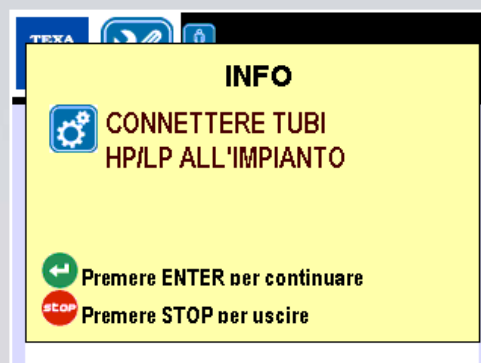 TEXA
INFO
CONNETTERE TUBI
HP/LP ALL'IMPIANTO
Premere ENTER per continuare
STOP Premere STOP per uscire